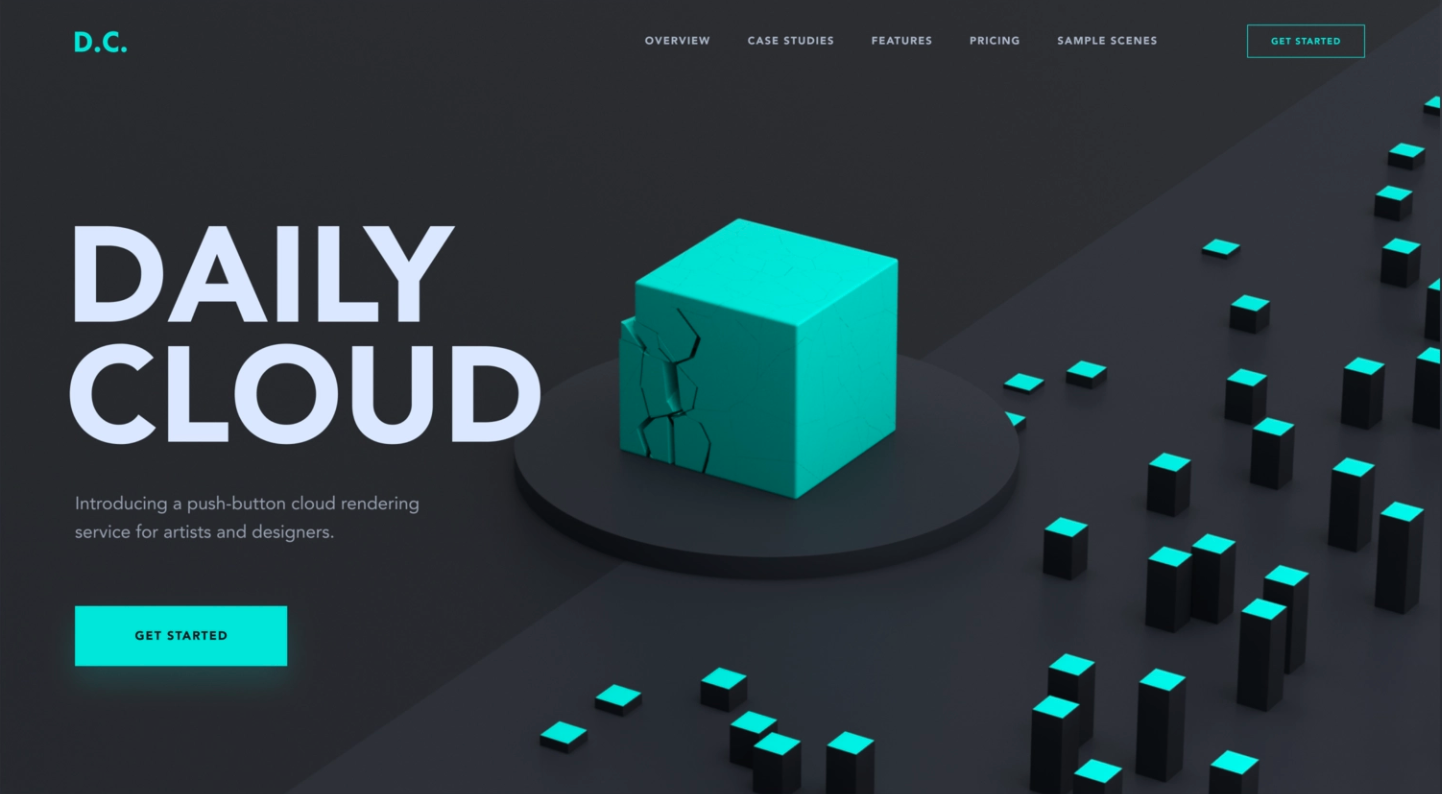 D.C.
OVERVIEW CASE STUDIES FEATURES PRICING SAMPLE SCENES GET STARTED
DAILY
CLOUD
Introducing a push-button cloud rendering
service for artists and designers.
GET STARTED